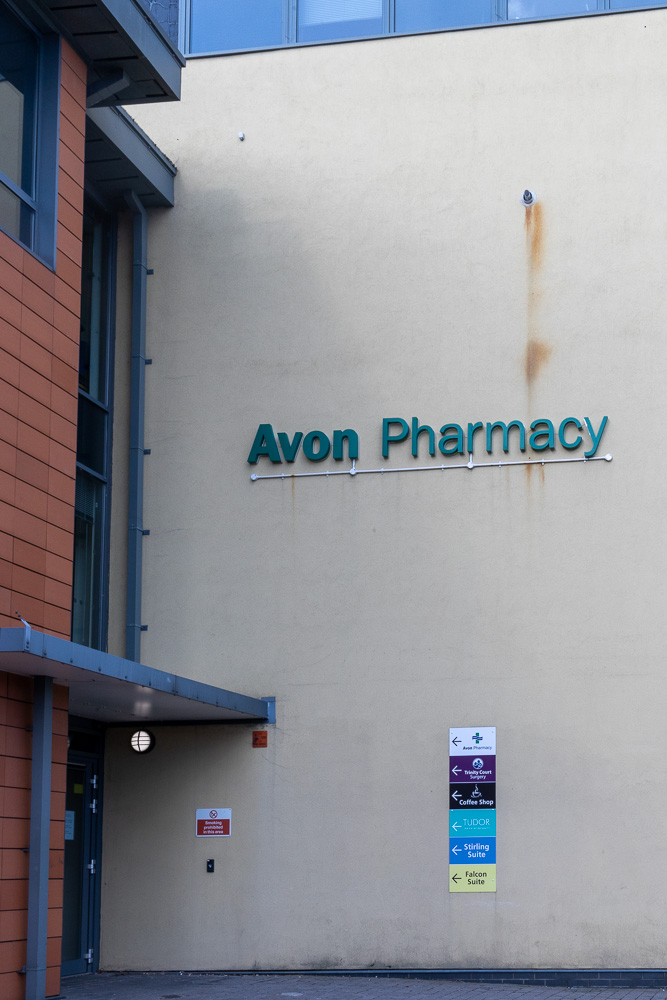 Avon Pharmacy
Avon Pharmacy
Trinity Court
Surgery
Coffee Shop
TUDOR
Stirling
Suite
Falcon
Suite
Smoking
prohibited
in this area